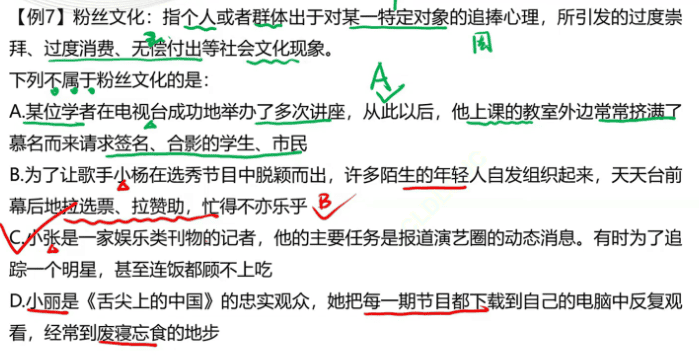 【例7】粉丝文化：指个人或者群体出于对某一特定对象的追捧心理，所引发的过度崇
拜、过度消费、无偿付出等社会文化现象。
下列不属于粉丝文化的是：
A
A.某位学者在电视台成功地举办了多次讲座，从此以后，他上课的教室外边常常挤满了
慕名而来请求签名、合影的学生、市民
B.为了让歌手小杨在选秀节目中脱颖而出，许多陌生的年轻人自发组织起来，天天台前
幕后地拉选票、拉赞助，忙得不亦乐乎
B
C.小张是一家娱乐类刊物的记者，他的主要任务是报道演艺圈的动态消息。有时为了追
踪一个明星，甚至连饭都顾不上吃
D.小丽是《舌尖上的中国》的忠实观众，她把每一期节目都下载到自己的电脑中反复观
看，经常到废寝忘食的地步